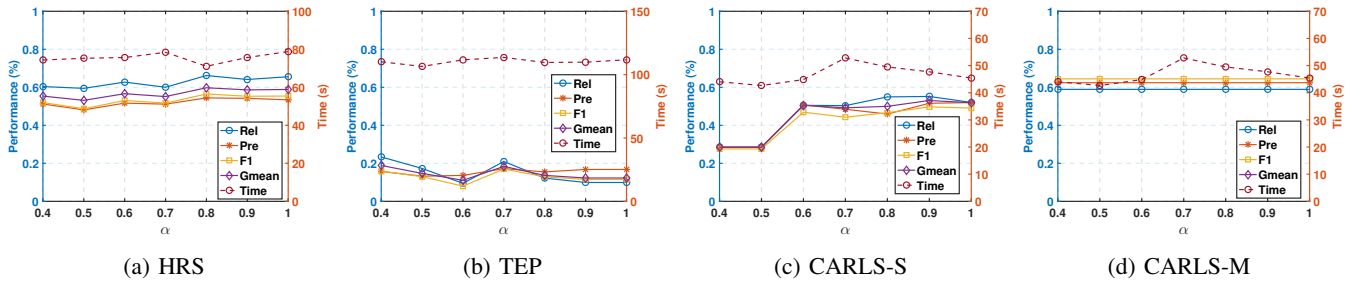 1
0.8
0.6
0.4
0.2
0
Performance (%)
100
80
60
40
20
0
Time (s)
0.4 0.5 0.6 0.7 0.8 0.9 1
α
Rel
Pre
F1
Gmean
Time
(a) HRS
1
0.8
0.6
0.4
0.2
0
Performance (%)
150
100
50
0
Time (s)
0.4 0.5 0.6 0.7 0.8 0.9 1
α
Rel
Pre
F1
Gmean
Time
(b) TEP
1
0.8
0.6
0.4
0.2
0
Performance (%)
70
60
50
40
30
20
10
0
Time (s)
0.4 0.5 0.6 0.7 0.8 0.9 1
α
Rel
Pre
F1
Gmean
Time
(c) CARLS-S
1
0.8
0.6
0.4
0.2
0
Performance (%)
70
60
50
40
30
20
10
0
Time (s)
0.4 0.5 0.6 0.7 0.8 0.9 1
α
Rel
Pre
F1
Gmean
Time
(d) CARLS-M